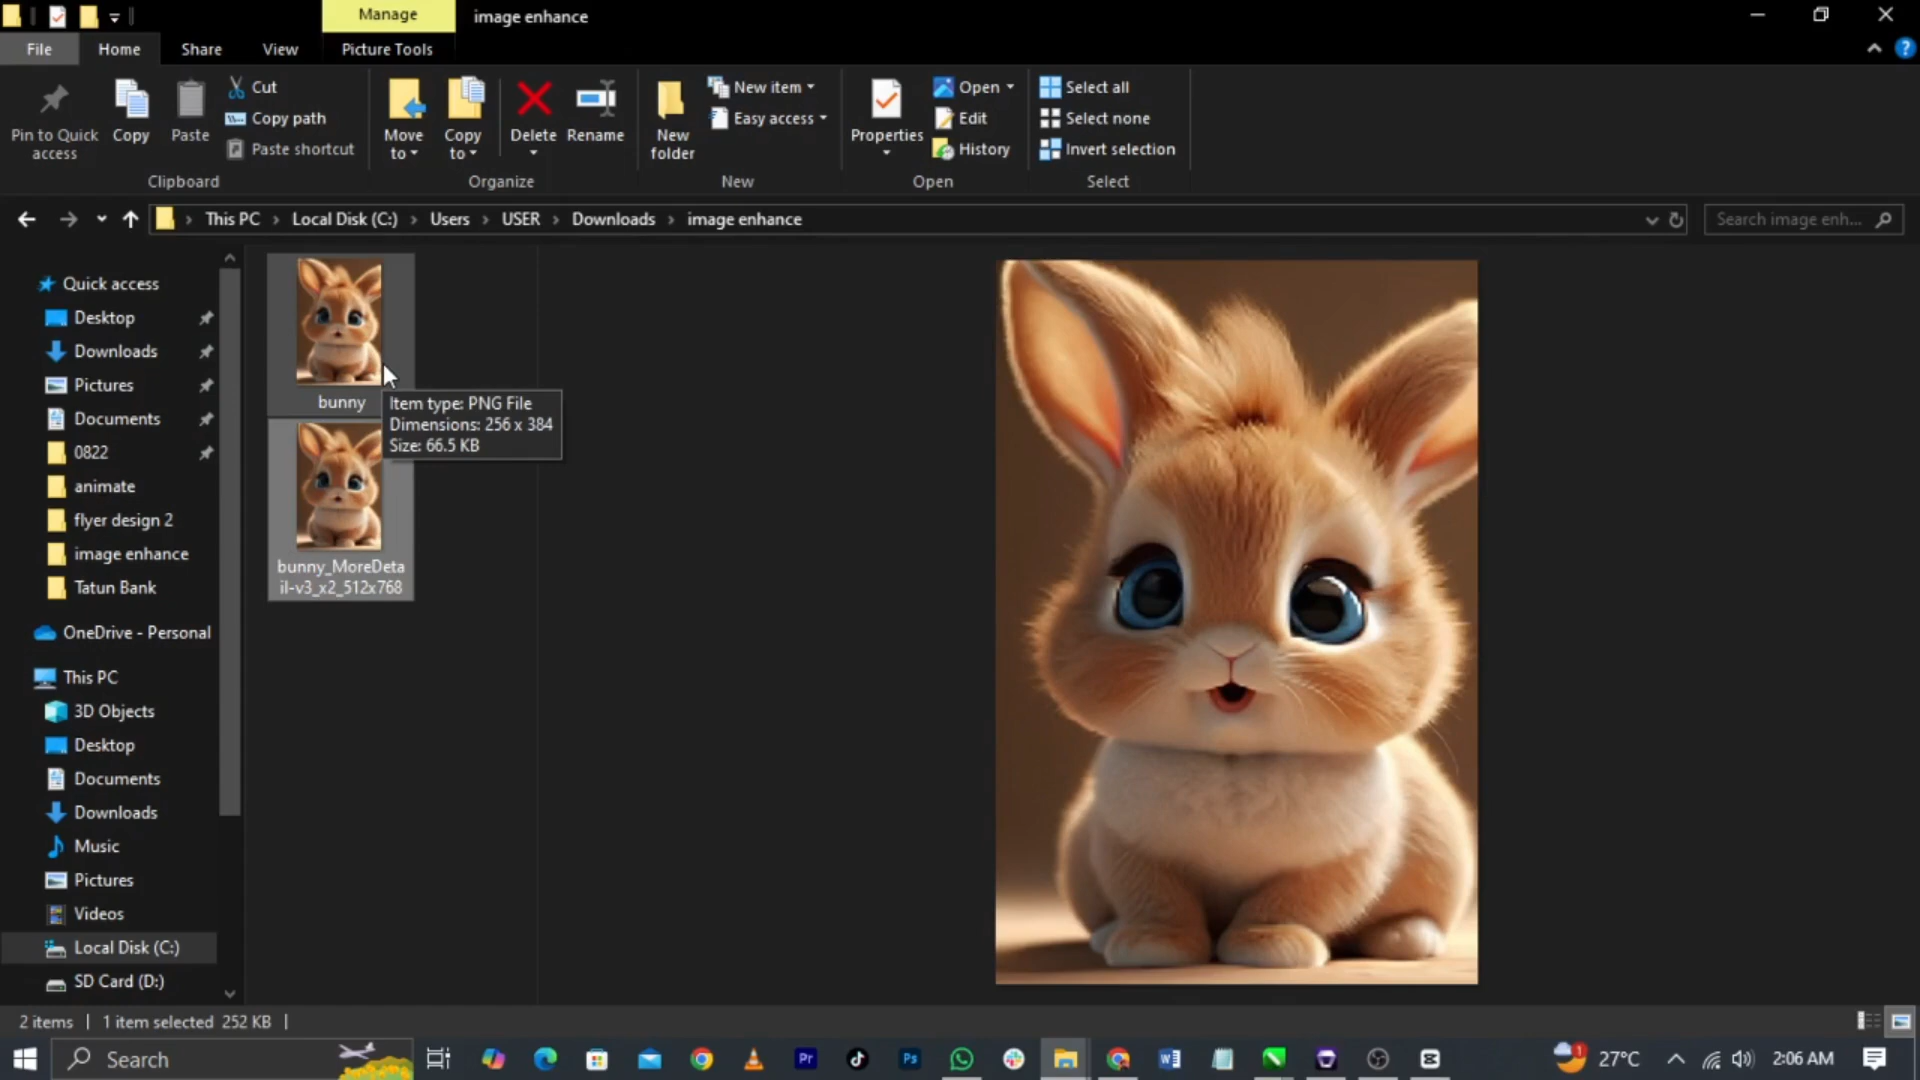 Manage
image enhance
File
Home
Share
View
Picture Tools
Pin to Quick
access
Copy
Paste
Cut
Copy path
Paste shortcut
Clipboard
Move
to
Copy
to
Delete
Rename
Organize
New
folder
New item
Easy access
New
Properties
Open
Edit
History
Open
Select all
Select none
Invert selection
Select
This PC
Local Disk (C:)
Users
USER
Downloads
image enhance
Search image enh...
Quick access
Desktop
Downloads
Pictures
Documents
0822
animate
flyer design 2
image enhance
Tatun Bank
OneDrive - Personal
This PC
3D Objects
Desktop
Documents
Downloads
Music
Pictures
Videos
Local Disk (C:)
SD Card (D:)
bunny
Item type: PNG File
Dimensions: 256 x 384
Size: 66.5 KB
bunny_MoreDeta
il-v3_x2_512x768
2 items
1 item selected 252 KB
Search
Pr
Ps
1
27°C
2:06 AM